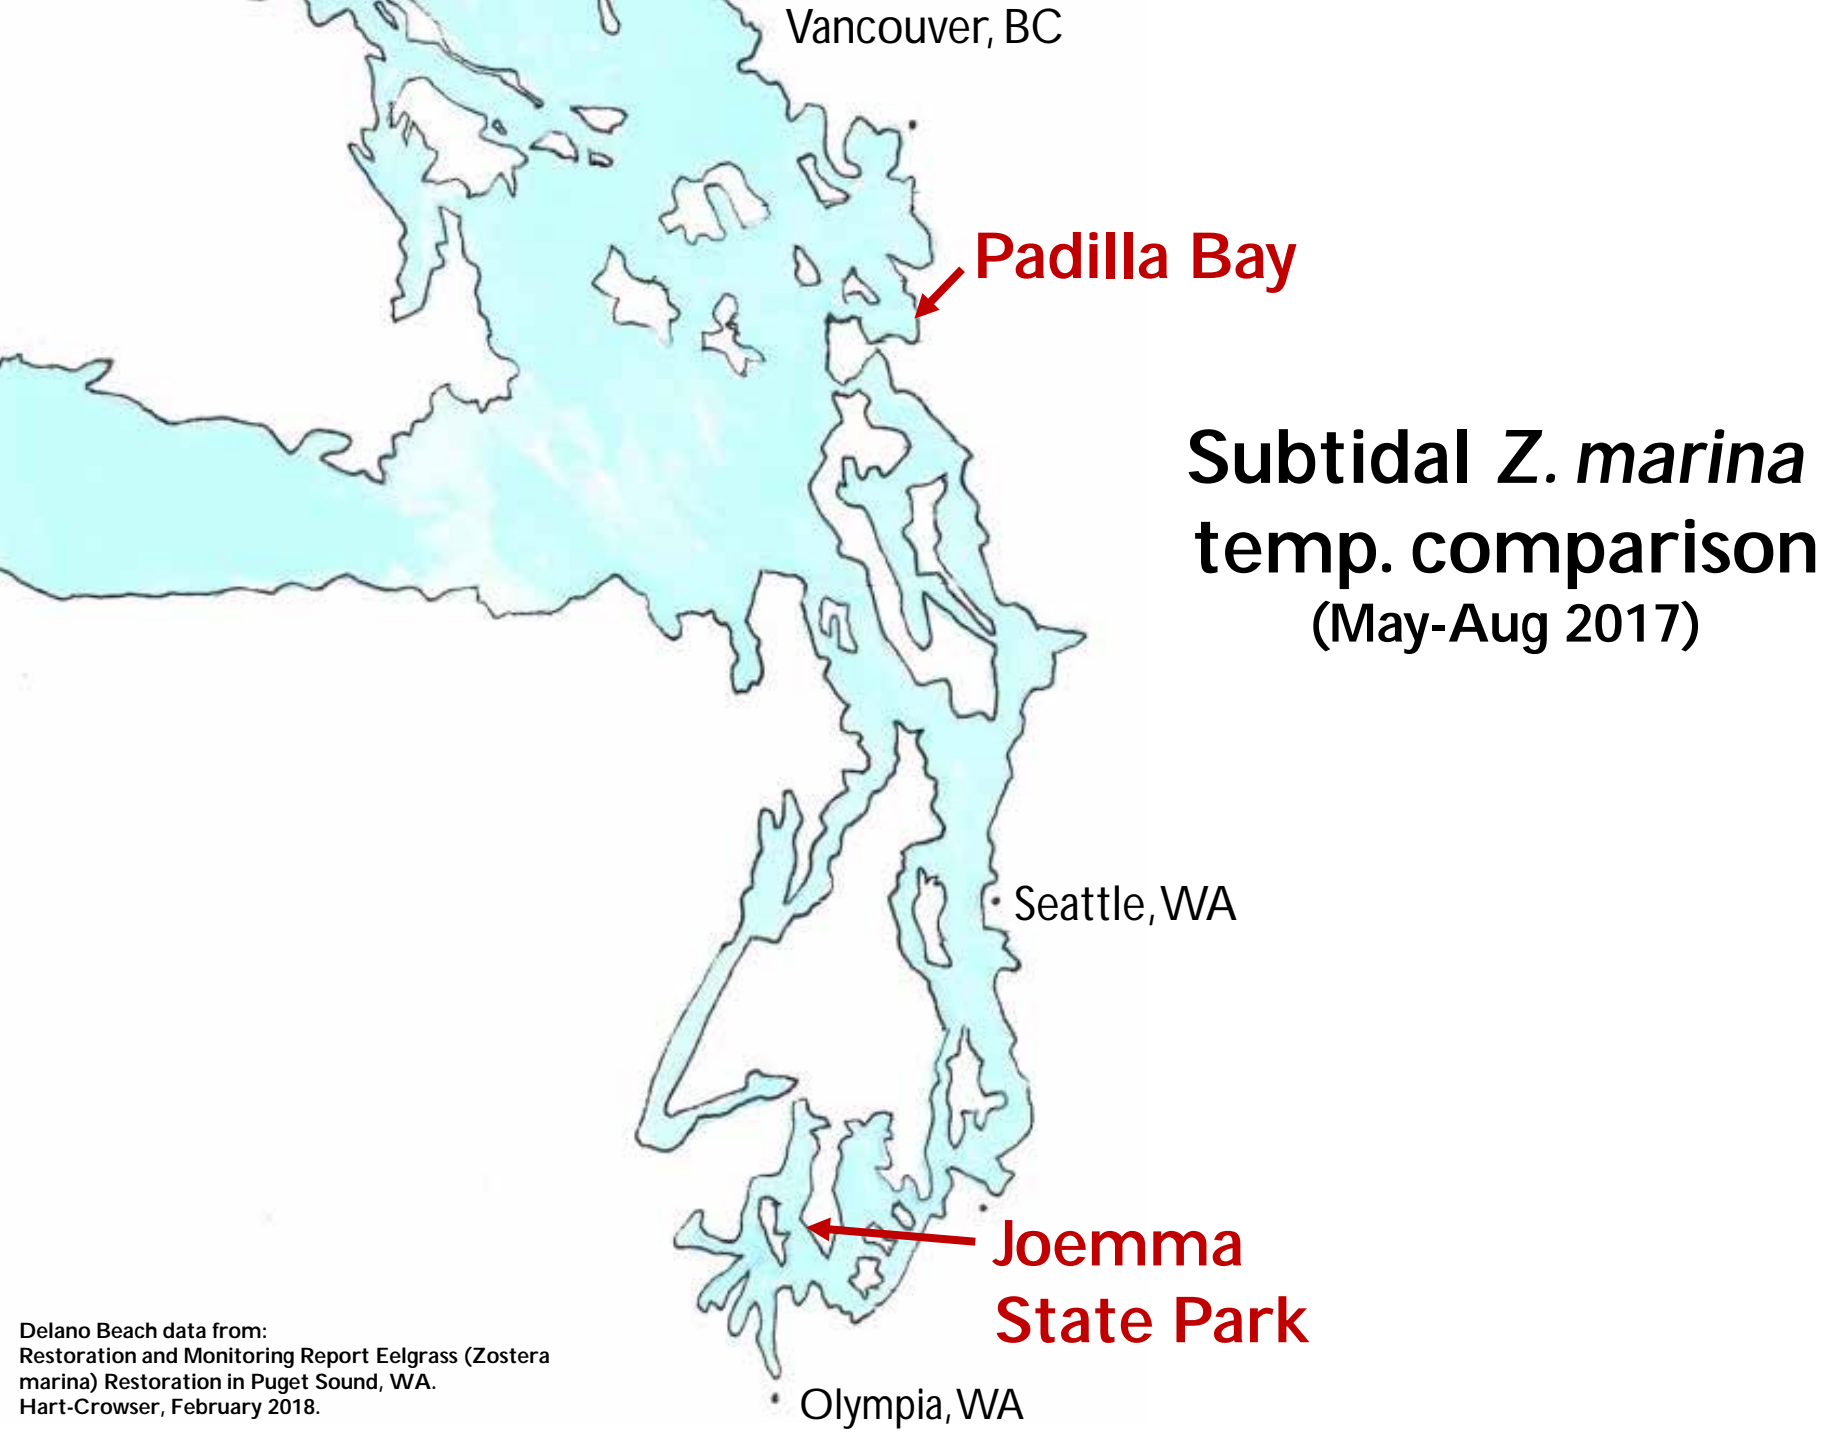 Vancouver, BC
Padilla Bay
Subtidal Z. marina
temp. comparison
(May-Aug 2017)
Seattle, WA
Joemma
State Park
Delano Beach data from:
Restoration and Monitoring Report Eelgrass (Zostera
marina) Restoration in Puget Sound, WA.
Hart-Crowser, February 2018.
Olympia, WA